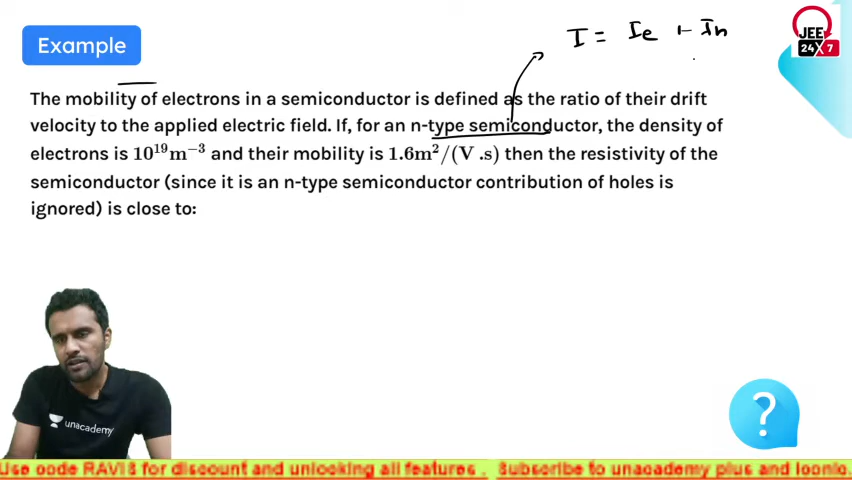 Example
I = Ie + In
JEE
24X7
The mobility of electrons in a semiconductor is defined as the ratio of their drift
velocity to the applied electric field. If, for an n-type semiconductor, the density of
electrons is 10¹⁹m⁻³ and their mobility is 1.6m²/(V .s) then the resistivity of the
semiconductor (since it is an n-type semiconductor contribution of holes is
ignored) is close to:
unacademy
?
Use code RAVI8 for discount and unlocking all features . Subscribe to unacademy plus and Iconic.